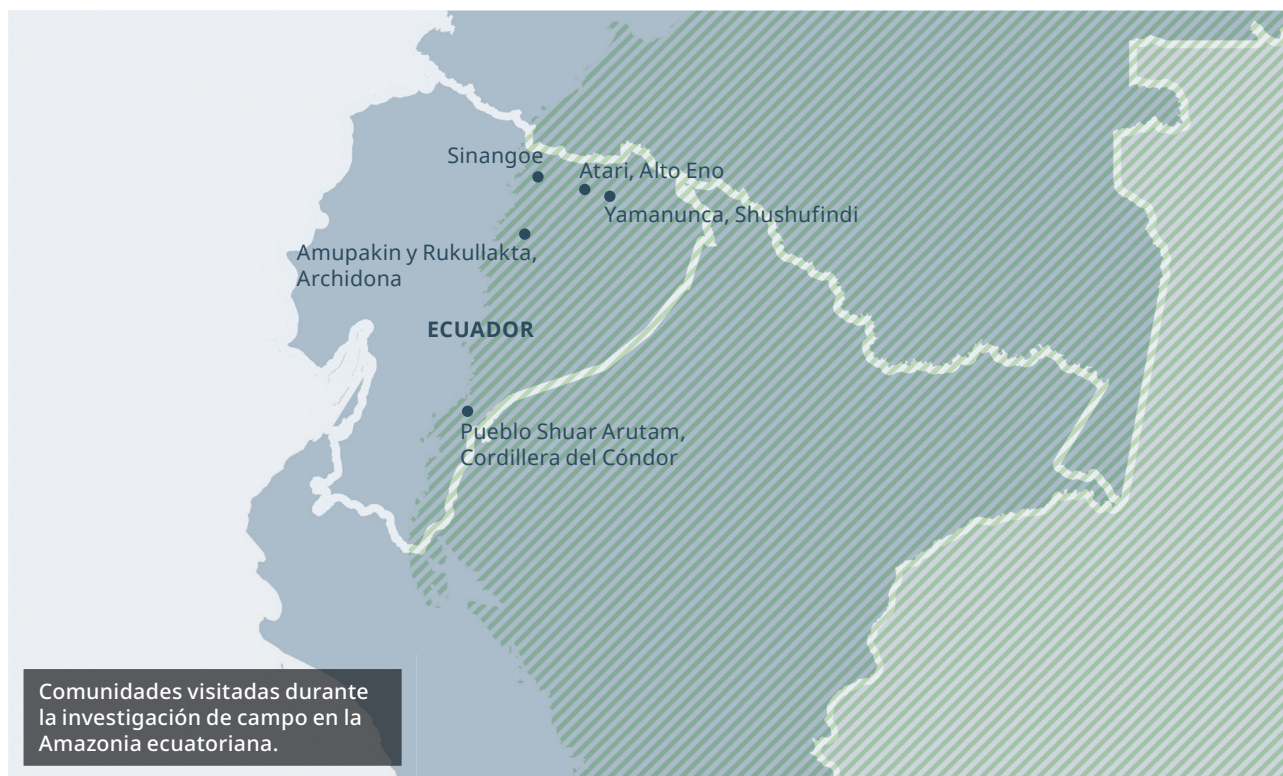 Sinangoe
Atari, Alto Eno
Yamanunca, Shushufindi
Amupakin y Rukullakta,
Archidona
ECUADOR
Pueblo Shuar Arutam,
Cordillera del Cóndor
Comunidades visitadas durante
la investigación de campo en la
Amazonia ecuatoriana.